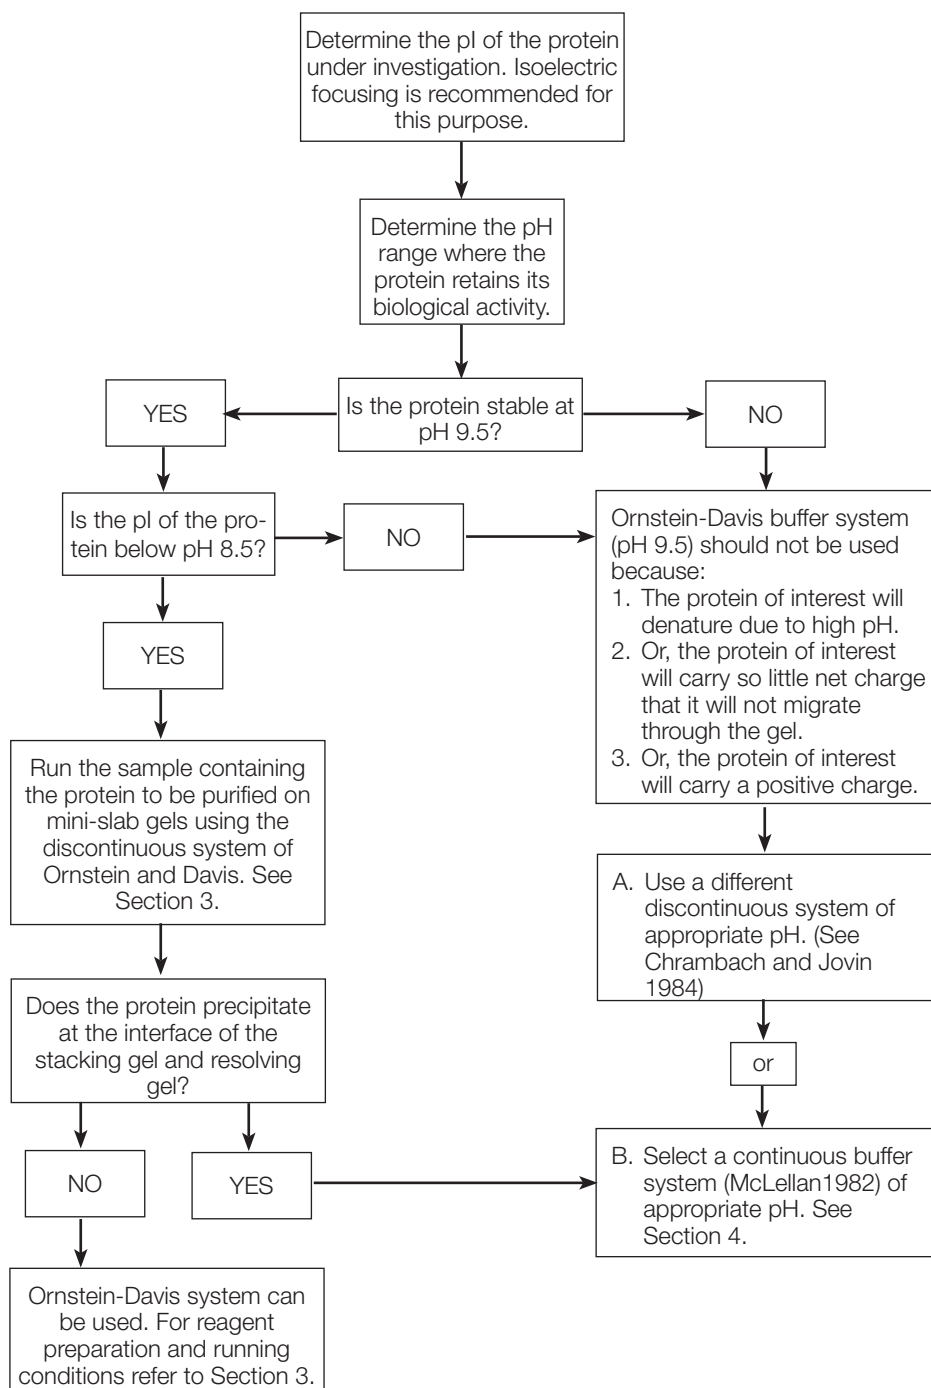 Determine the pI of the protein
under investigation. Isoelectric
focusing is recommended for
this purpose.
Determine the pH
range where the
protein retains its
biological activity.
YES
Is the protein stable at
pH 9.5?
NO
Is the pI of the pro-
tein below pH 8.5?
NO
Ornstein-Davis buffer system
(pH 9.5) should not be used
because:
1. The protein of interest will
denature due to high pH.
2. Or, the protein of interest
will carry so little net charge
that it will not migrate
through the gel.
3. Or, the protein of interest
will carry a positive charge.
YES
Run the sample containing
the protein to be purified on
mini-slab gels using the
discontinuous system of
Ornstein and Davis. See
Section 3.
A. Use a different
discontinuous system of
appropriate pH. (See
Chrambach and Jovin
1984)
Does the protein precipitate
at the interface of the
stacking gel and resolving
gel?
or
NO
YES
B. Select a continuous buffer
system (McLellan1982) of
appropriate pH. See
Section 4.
Ornstein-Davis system can
be used. For reagent
preparation and running
conditions refer to Section 3.